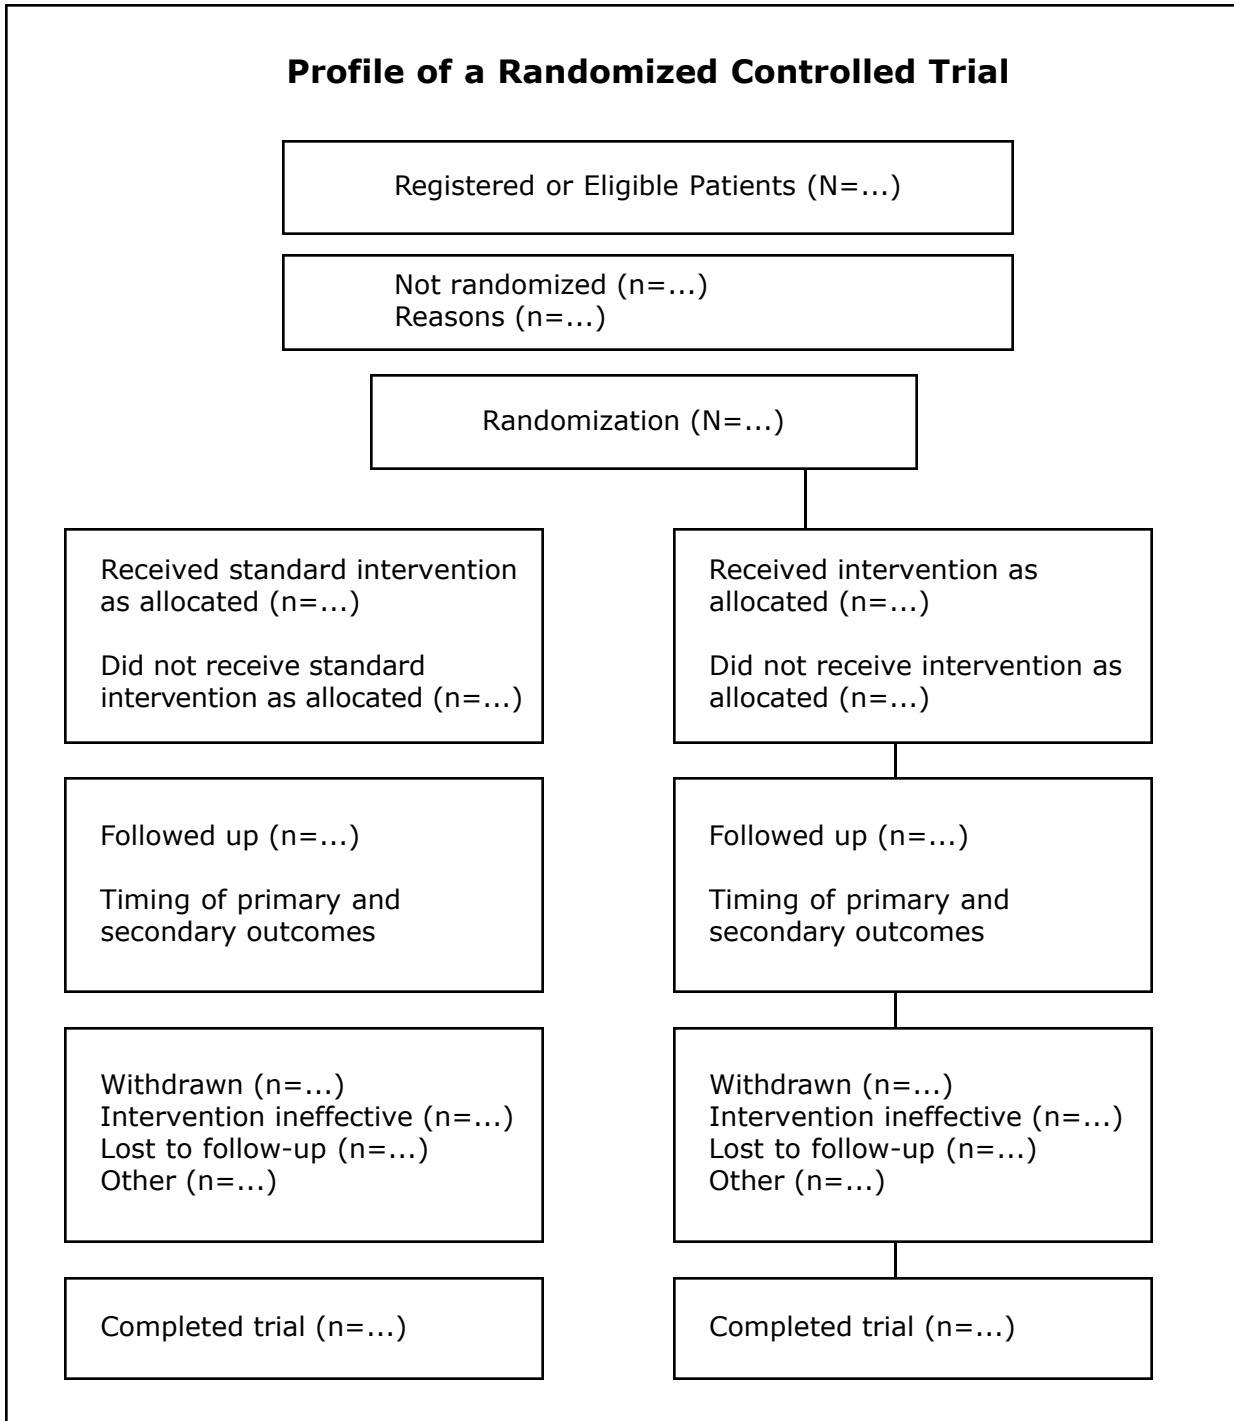 Profile of a Randomized Controlled Trial
Registered or Eligible Patients (N=...)
Not randomized (n=...)
Reasons (n=...)
Randomization (N=...)
Received standard intervention
as allocated (n=...)
Did not receive standard
intervention as allocated (n=...)
Received intervention as
allocated (n=...)
Did not receive intervention as
allocated (n=...)
Followed up (n=...)
Timing of primary and
secondary outcomes
Followed up (n=...)
Timing of primary and
secondary outcomes
Withdrawn (n=...)
Intervention ineffective (n=...)
Lost to follow-up (n=...)
Other (n=...)
Withdrawn (n=...)
Intervention ineffective (n=...)
Lost to follow-up (n=...)
Other (n=...)
Completed trial (n=...)
Completed trial (n=...)